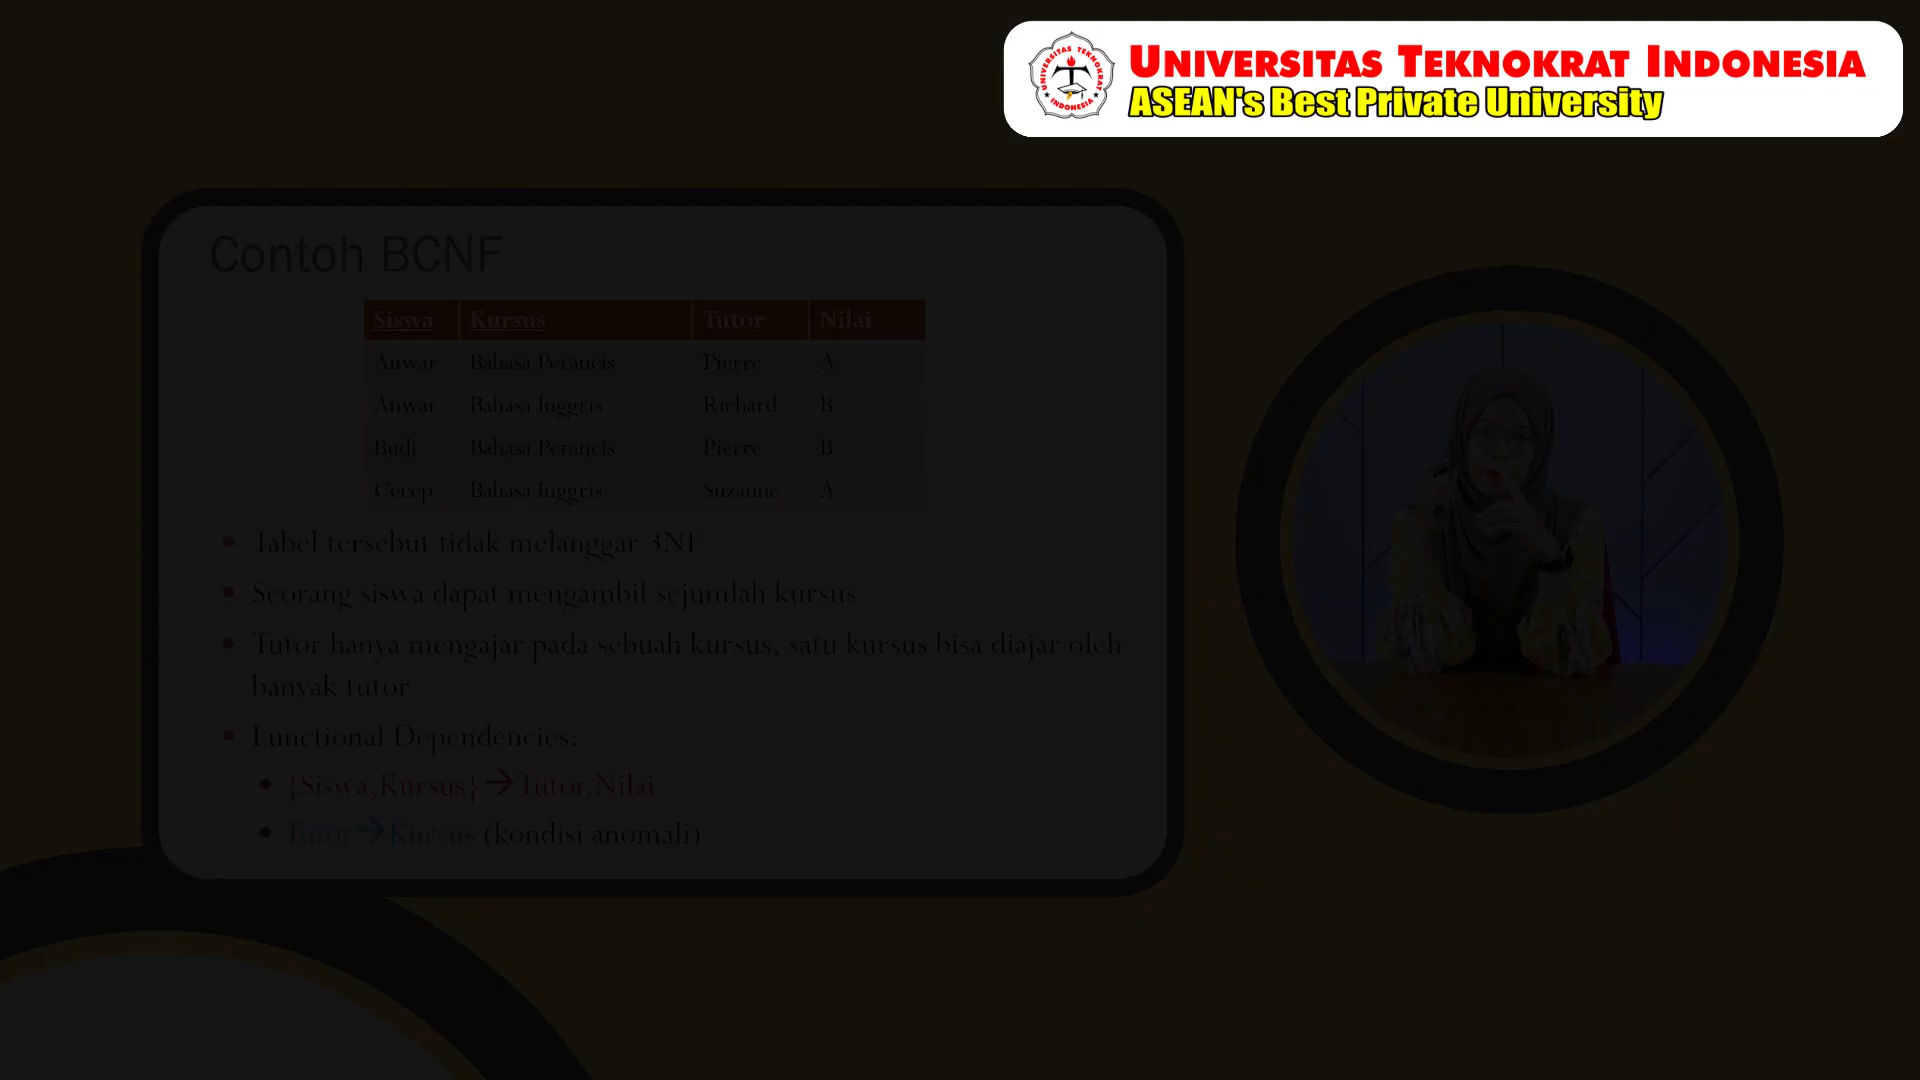 UNIVERSITAS TEKNOKRAT INDONESIA
UNIVERSITAS TEKNOKRAT INDONESIA
ASEAN's Best Private University
Contoh BCNF
Siswa Kursus Tutor Nilai
Anwar Bahasa Perancis Pierre A
Anwar Bahasa Inggris Richard B
Budi Bahasa Perancis Pierre B
Cecep Bahasa Inggris Suzanne A
• Tabel tersebut tidak melanggar 3NF
• Seorang siswa dapat mengambil sejumlah kursus
• Tutor hanya mengajar pada sebuah kursus, satu kursus bisa diajar oleh
banyak tutor
• Functional Dependencies:
• {Siswa,Kursus}→Tutor,Nilai
• Tutor→Kursus (kondisi anomali)